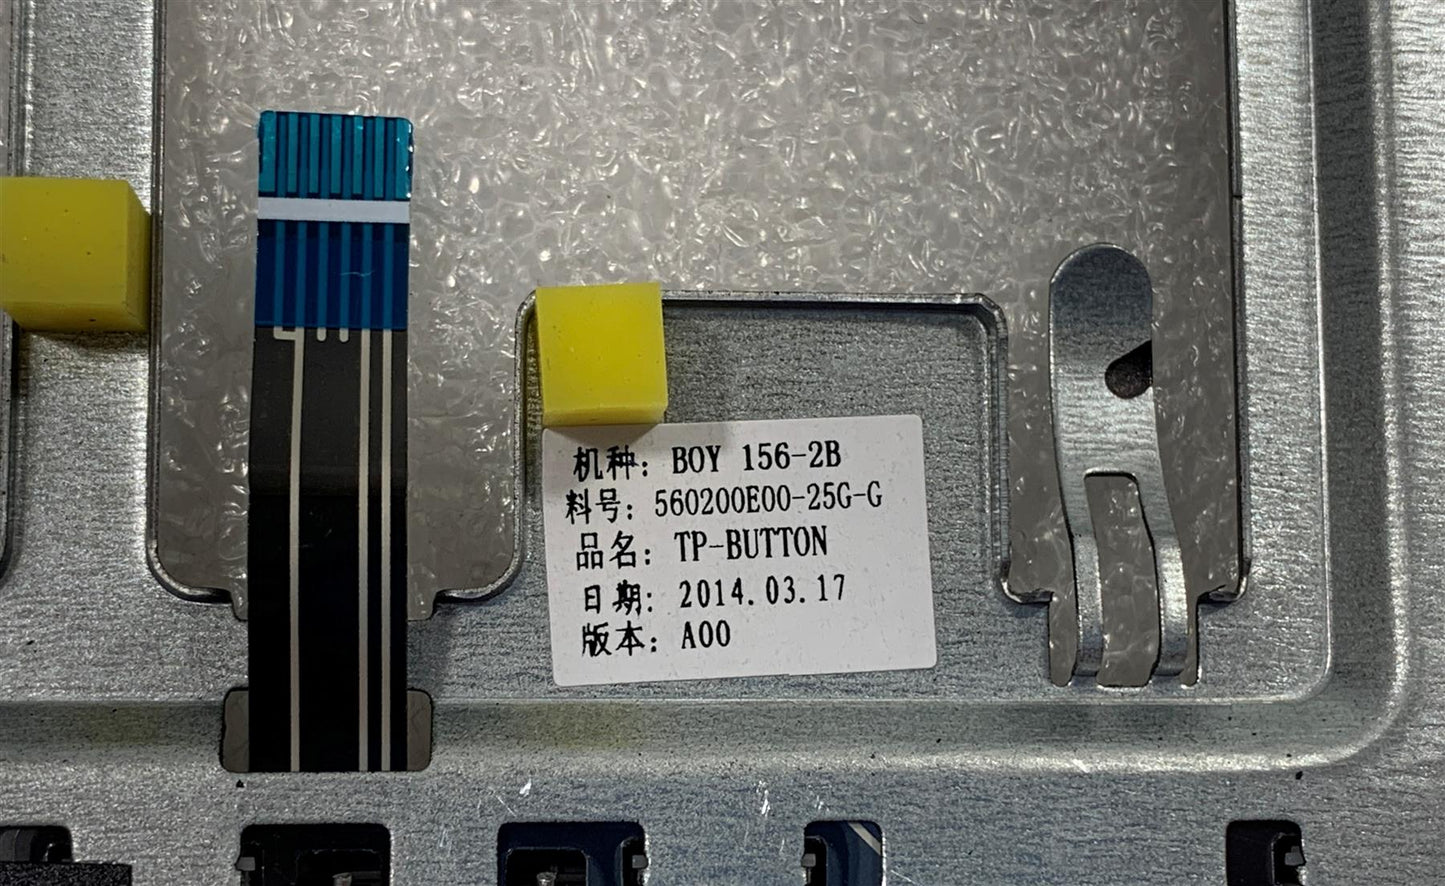 机种: BOY 156-2B
料号: 560200E00-25G-G
品名: TP-BUTTON
日期: 2014.03.17
版本: A00